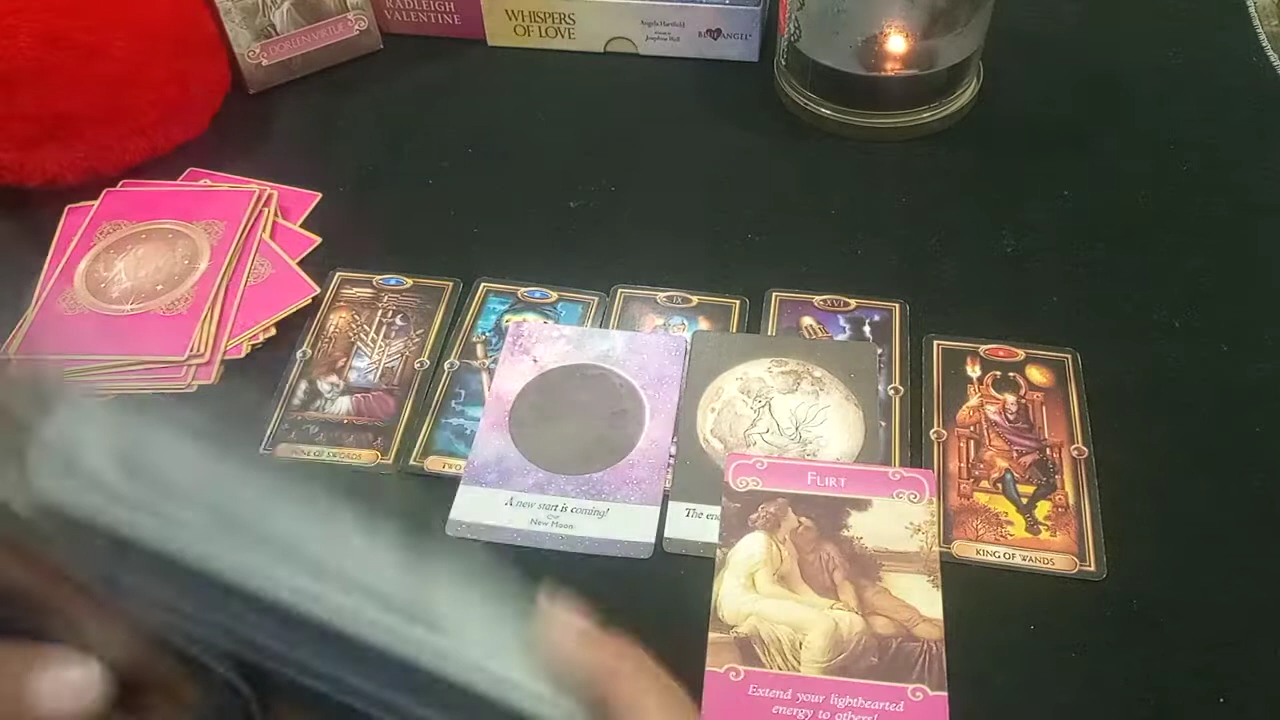 DOREEN VIRTUE
RADLEIGH
VALENTINE
WHISPERS
OF LOVE
Angela Hartfield
Josephine Wall
BLUE ANGEL
IX
XVI
NINE OF SWORDS
TWO
A new start is coming!
New Moon
The end
FLIRT
Extend your lighthearted
energy to others!
KING OF WANDS